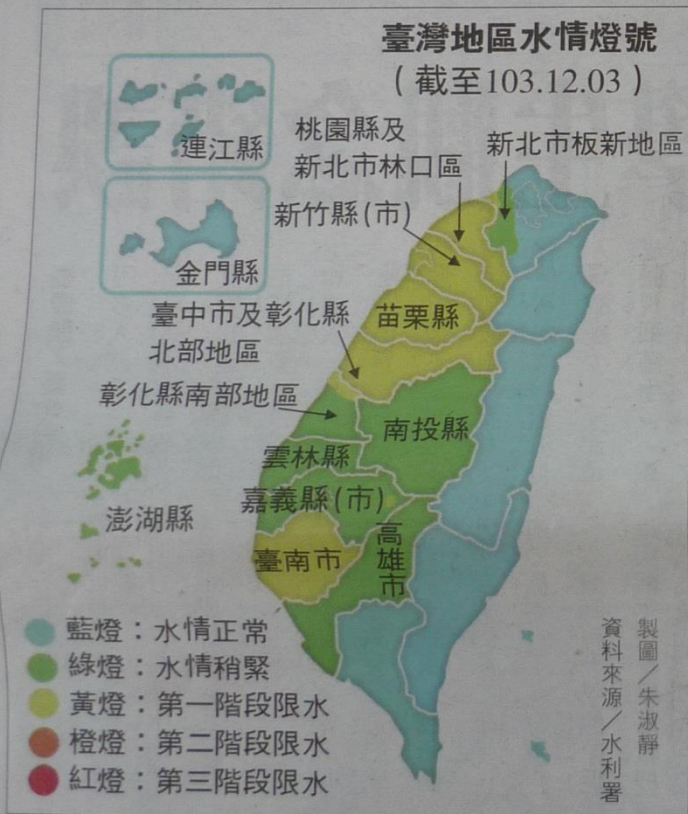 臺灣地區水情燈號
（截至103.12.03）
連江縣
桃園縣及
新北市林口區
新北市板新地區
新竹縣(市)
金門縣
臺中市及彰化縣
北部地區
苗栗縣
彰化縣南部地區
南投縣
雲林縣
嘉義縣(市)
澎湖縣
高雄市
臺南市
藍燈：水情正常
綠燈：水情稍緊
黃燈：第一階段限水
橙燈：第二階段限水
紅燈：第三階段限水
製圖／朱淑靜
資料來源／水利署